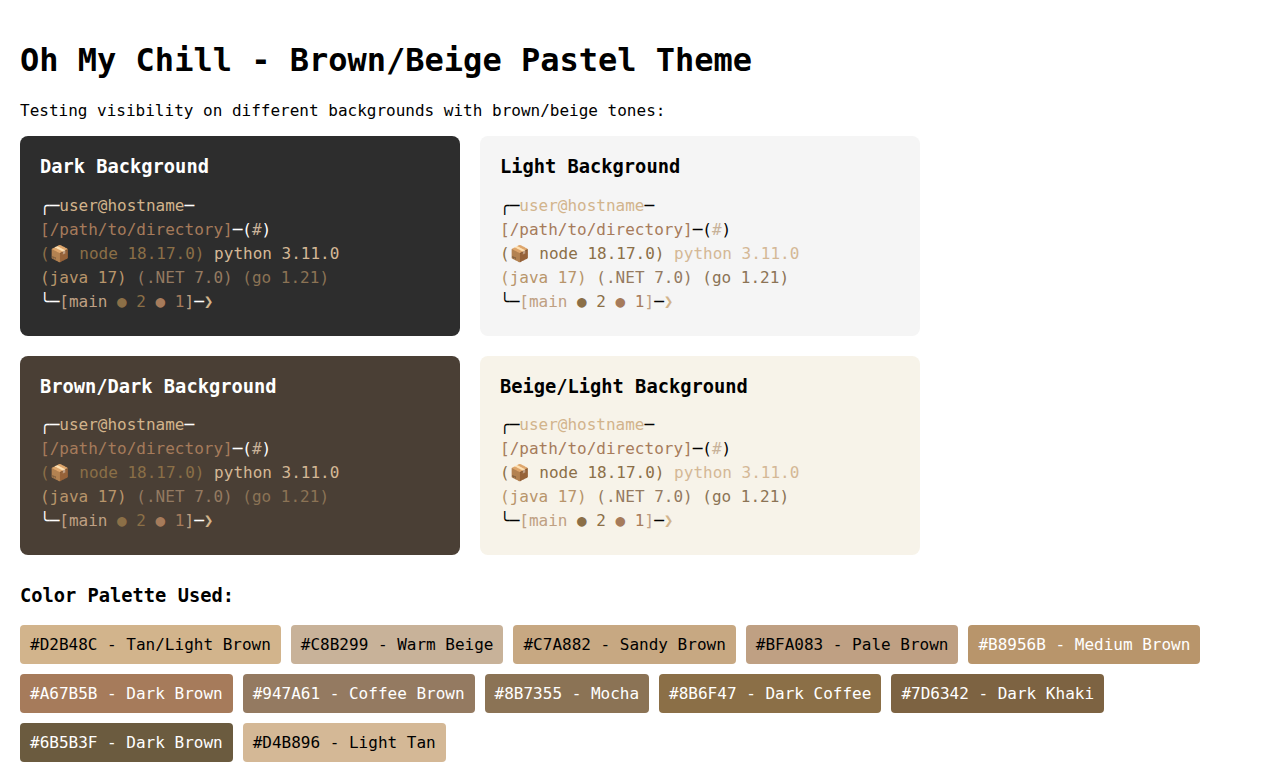 Oh My Chill - Brown/Beige Pastel Theme
Testing visibility on different backgrounds with brown/beige tones:
Dark Background
╭─user@hostname─
[/path/to/directory]─(#)
(📦 node 18.17.0) python 3.11.0
(java 17) (.NET 7.0) (go 1.21)
╰─[main ● 2 ● 1]─❯
Light Background
╭─user@hostname─
[/path/to/directory]─(#)
(📦 node 18.17.0) python 3.11.0
(java 17) (.NET 7.0) (go 1.21)
╰─[main ● 2 ● 1]─❯
Brown/Dark Background
╭─user@hostname─
[/path/to/directory]─(#)
(📦 node 18.17.0) python 3.11.0
(java 17) (.NET 7.0) (go 1.21)
╰─[main ● 2 ● 1]─❯
Beige/Light Background
╭─user@hostname─
[/path/to/directory]─(#)
(📦 node 18.17.0) python 3.11.0
(java 17) (.NET 7.0) (go 1.21)
╰─[main ● 2 ● 1]─❯
Color Palette Used:
#D2B48C - Tan/Light Brown
#C8B299 - Warm Beige
#C7A882 - Sandy Brown
#BFA083 - Pale Brown
#B8956B - Medium Brown
#A67B5B - Dark Brown
#947A61 - Coffee Brown
#8B7355 - Mocha
#8B6F47 - Dark Coffee
#7D6342 - Dark Khaki
#6B5B3F - Dark Brown
#D4B896 - Light Tan